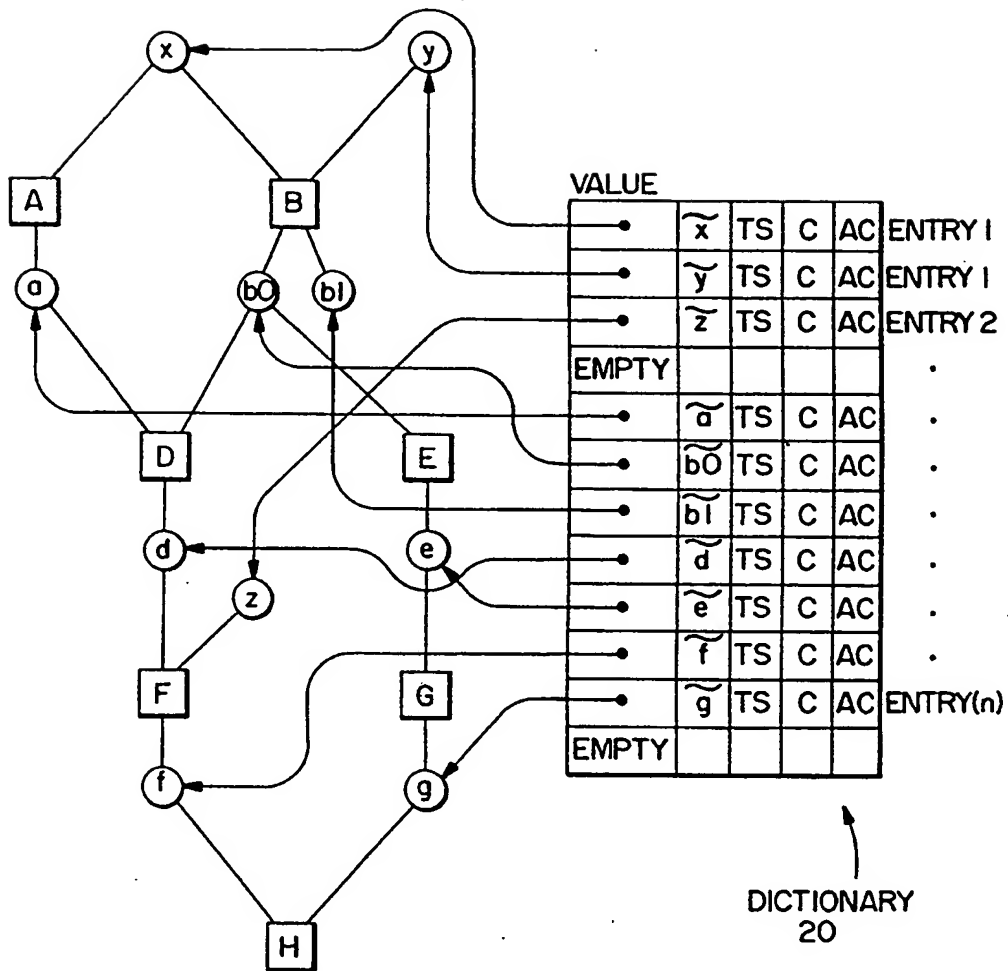 x y
A B
a b0 b1
D E
d e
z
F G
f g
H
VALUE
x̃ TS C AC ENTRY 1
ỹ TS C AC ENTRY 1
z̃ TS C AC ENTRY 2
EMPTY
ã TS C AC
b̃0 TS C AC
b̃1 TS C AC
d̃ TS C AC
ẽ TS C AC
f̃ TS C AC
g̃ TS C AC ENTRY(n)
EMPTY
DICTIONARY
20